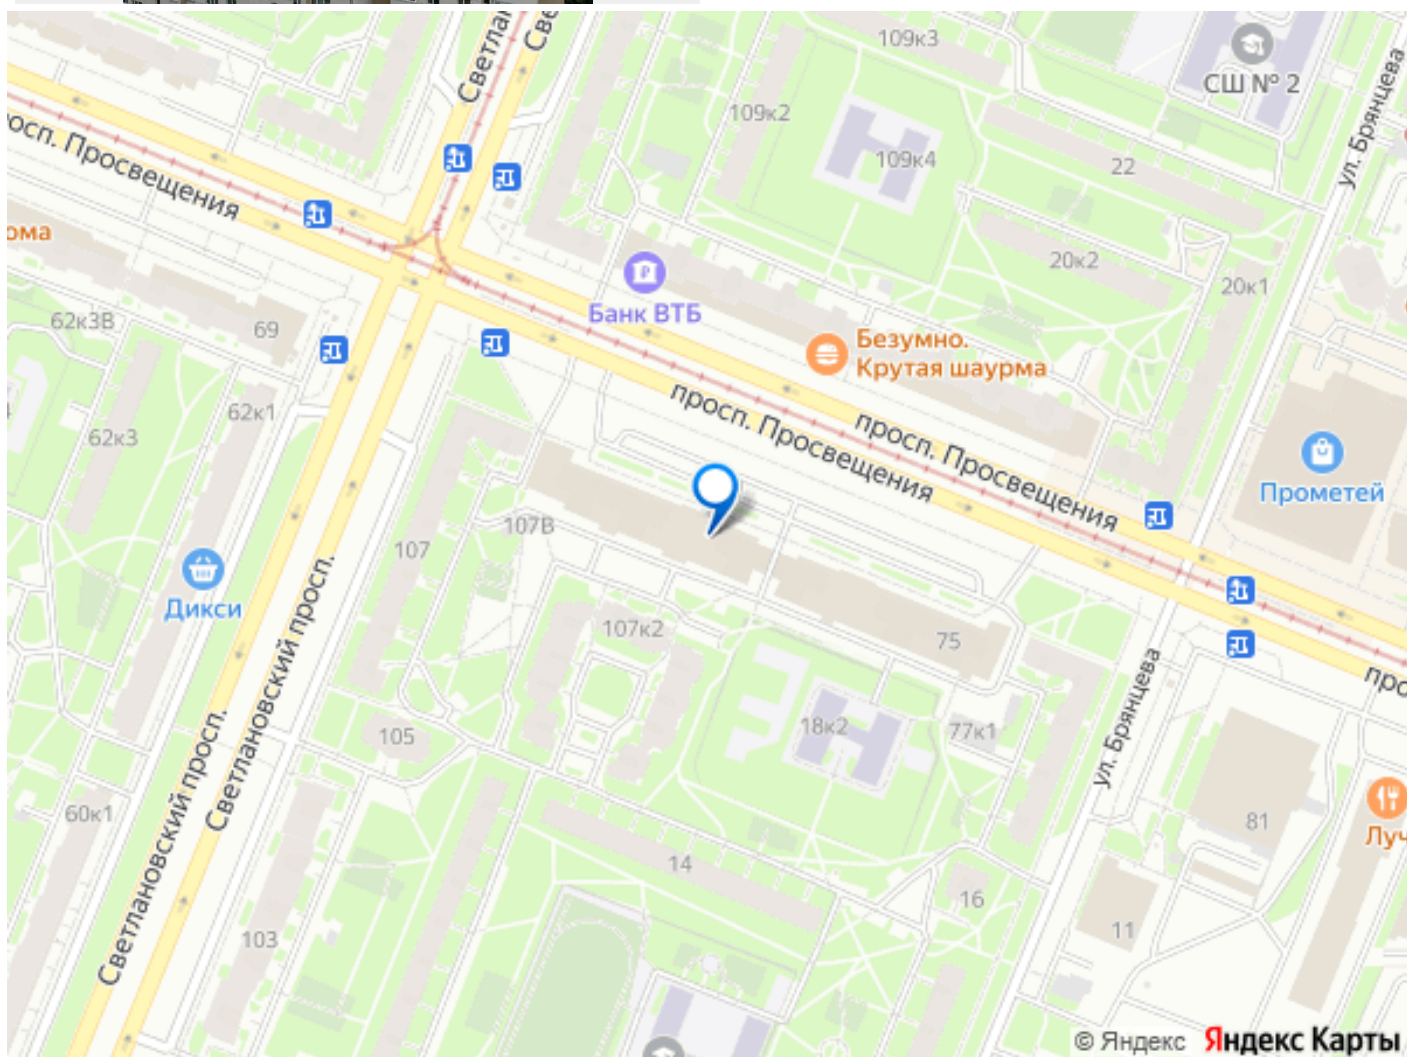 109к3
СШ № 2
ул. Брянцева
Светлан
Све
109к2
109к4
22
осп. Просвещения
ома
20к2
20к1
Банк ВТБ
62к3В
69
Безумно.
Крутая шаурма
просп. Просвещения
просп. Просвещения
62к1
62к3
Прометей
107В
107
Дикси
107к2
75
Светлановский просп.
ул. Брянцева
про
105
18к2
77к1
Светлановский просп.
60к1
81
Луч
14
16
103
11
© Яндекс Яндекс Карты